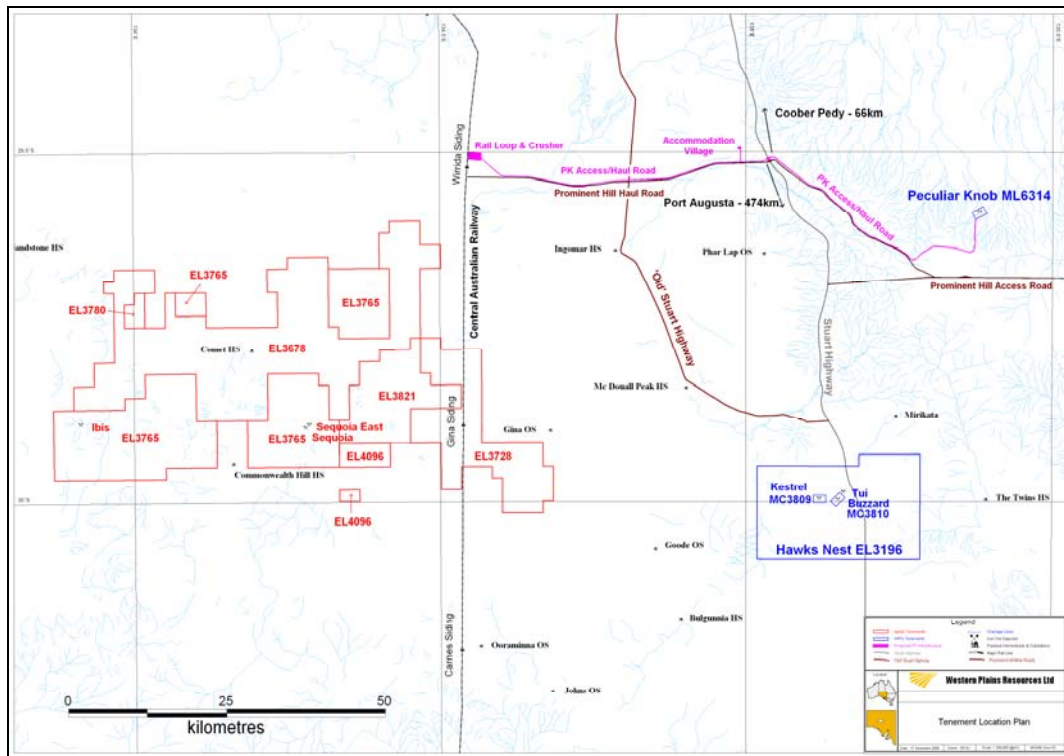 Coober Pedy - 66km
Wirrida Siding
Rail Loop & Crusher
Accommodation
Village
PK Access/Haul Road
Prominent Hill Haul Road
Port Augusta - 474km
PK Access/Haul Road
Peculiar Knob ML6314
andstone HS
Ingomar HS
Phar Lap OS
Prominent Hill Access Road
EL3765
EL3780
EL3765
Central Australian Railway
'Old' Stuart Highway
Stuart Highway
Comet HS
EL3678
Mc Douall Peak HS
EL3821
Mirikata
Ibis
EL3765
EL3765
Sequoia East
Sequoia
Gina Siding
Gina OS
EL4096
EL3728
Commonwealth Hill HS
Kestrel
MC3809
Tui
Buzzard
MC3810
The Twins HS
EL4096
Goode OS
Hawks Nest EL3196
Bulgunnia HS
Carnes Siding
Ooraminna OS
Johns OS
0 10 20 30 40 50
kilometres
Legend
Western Plains Resources Ltd
Tenement Location Plan